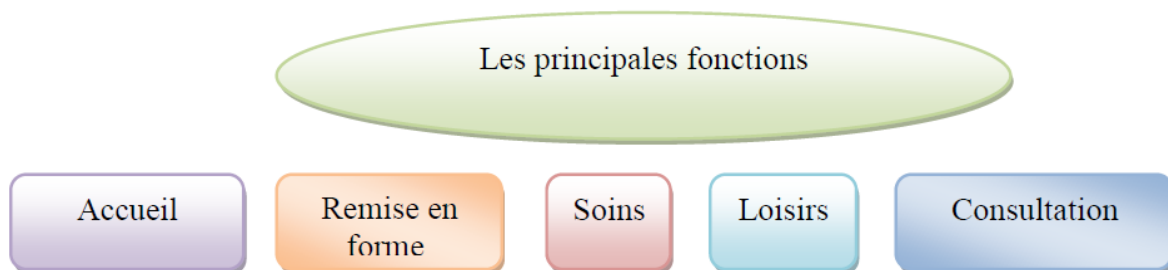 Les principales fonctions
Accueil
Remise en
forme
Soins
Loisirs
Consultation